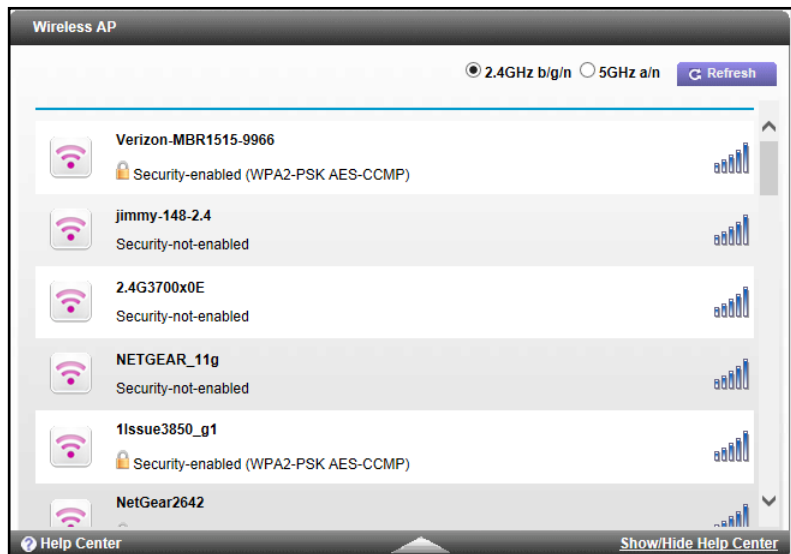 Wireless AP
2.4GHz b/g/n 5GHz a/n Refresh
Verizon-MBR1515-9966
Security-enabled (WPA2-PSK AES-CCMP)
jimmy-148-2.4
Security-not-enabled
2.4G3700x0E
Security-not-enabled
NETGEAR_11g
Security-not-enabled
1Issue3850_g1
Security-enabled (WPA2-PSK AES-CCMP)
NetGear2642
Help Center Show/Hide Help Center